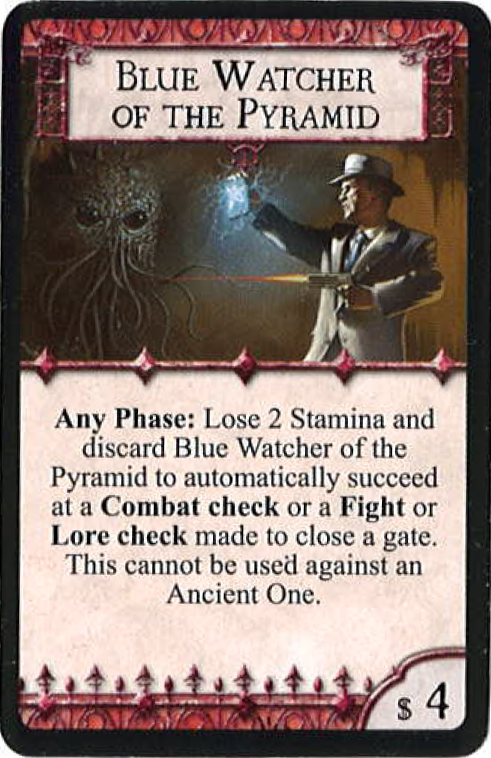 BLUE WATCHER
OF THE PYRAMID
Any Phase: Lose 2 Stamina and
discard Blue Watcher of the
Pyramid to automatically succeed
at a Combat check or a Fight or
Lore check made to close a gate.
This cannot be used against an
Ancient One.
$ 4